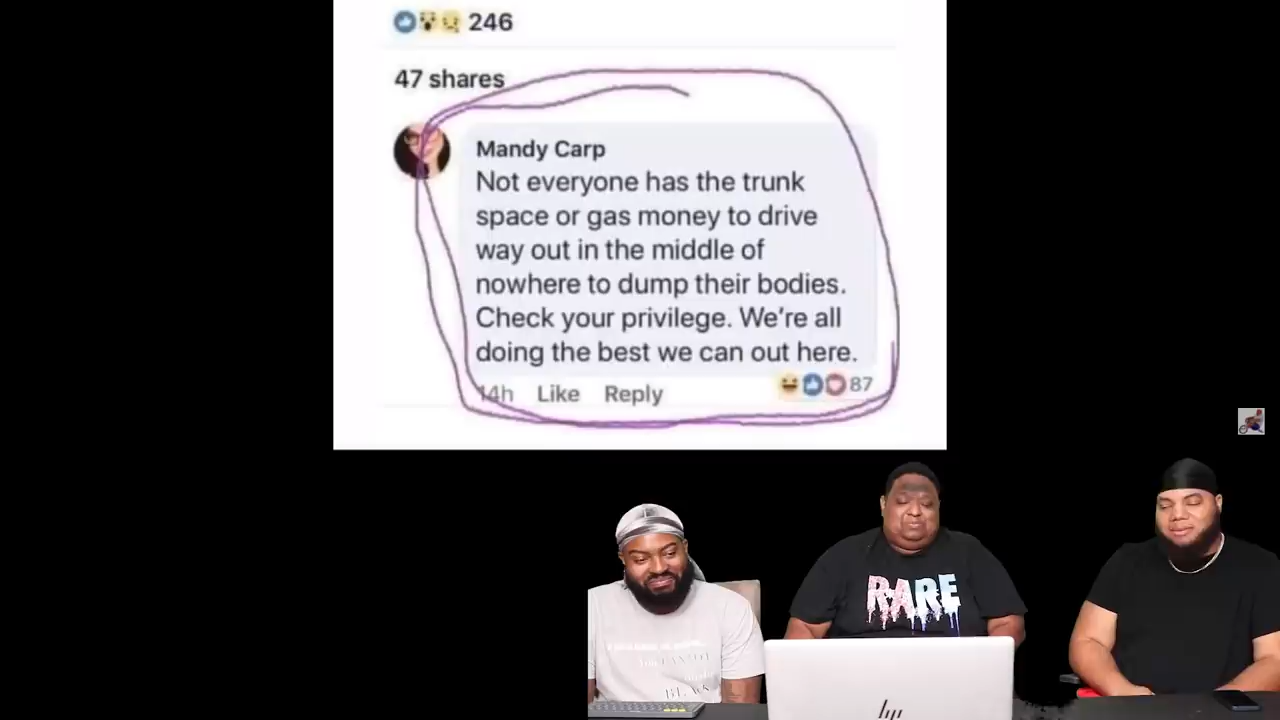 246
47 shares
Mandy Carp
Not everyone has the trunk
space or gas money to drive
way out in the middle of
nowhere to dump their bodies.
Check your privilege. We're all
doing the best we can out here.
14h Like Reply 87
RARE
BLACK
hp